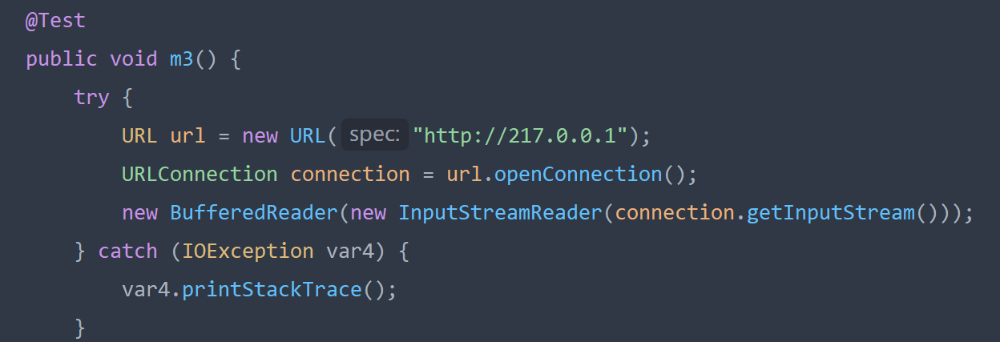 @Test
public void m3() {
try {
URL url = new URL( spec: "http://217.0.0.1");
URLConnection connection = url.openConnection();
new BufferedReader(new InputStreamReader(connection.getInputStream()));
} catch (IOException var4) {
var4.printStackTrace();
}